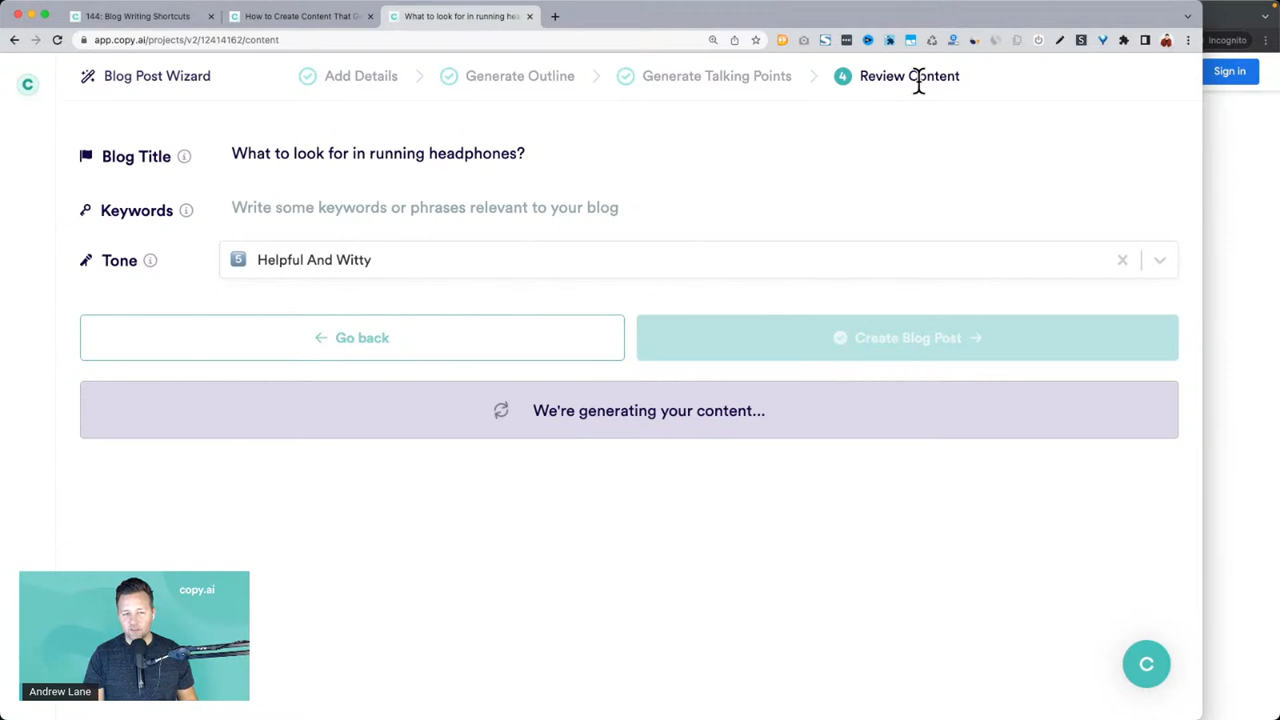 144: Blog Writing Shortcuts
How to Create Content That G
What to look for in running hea
app.copy.ai/projects/v2/12414162/content
Incognito
Sign in
Blog Post Wizard
Add Details
Generate Outline
Generate Talking Points
4 Review Content
Blog Title
What to look for in running headphones?
Keywords
Write some keywords or phrases relevant to your blog
Tone
5 Helpful And Witty
Go back
Create Blog Post
We're generating your content...
copy.ai
Andrew Lane